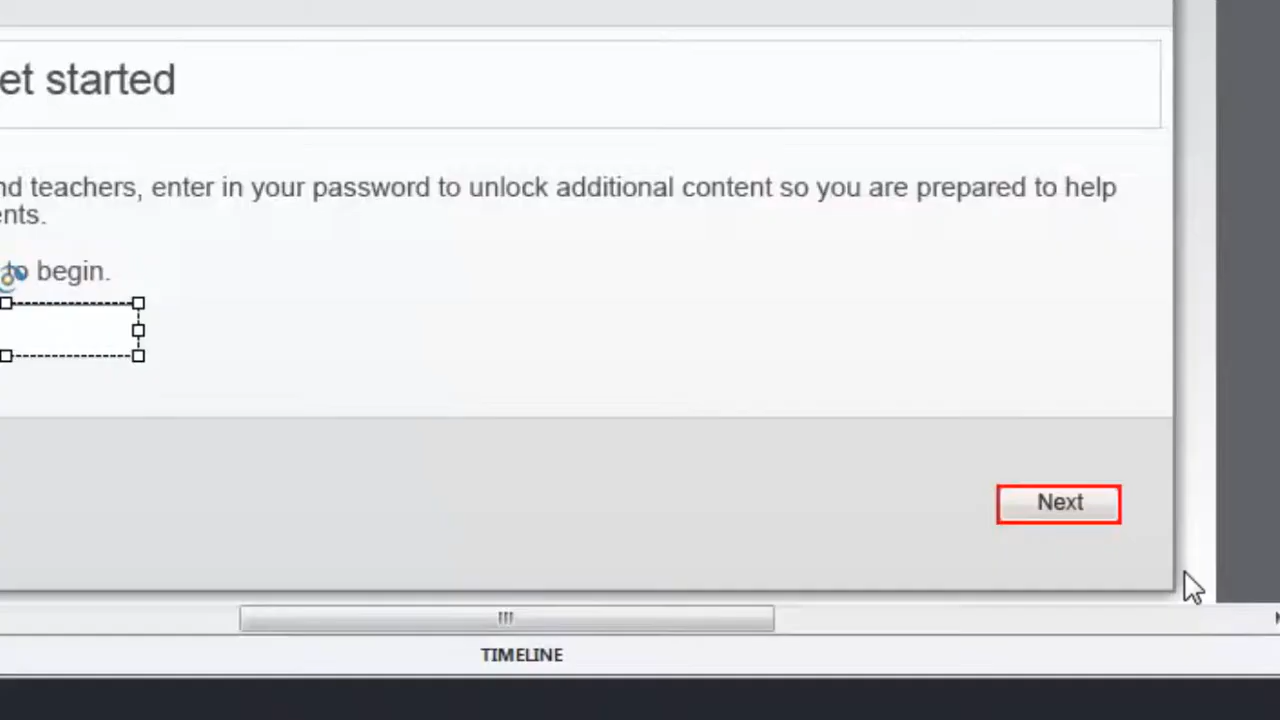 et started
nd teachers, enter in your password to unlock additional content so you are prepared to help
ents.
to begin.
Next
TIMELINE